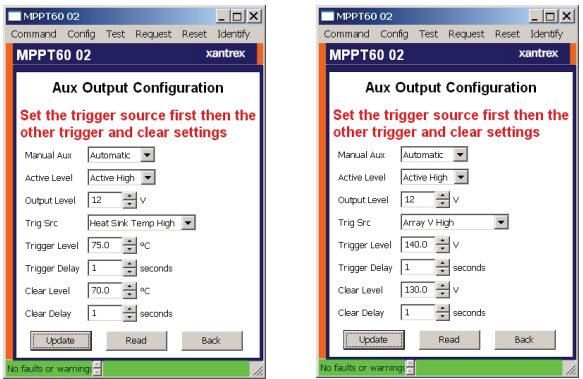 MPPT60 02
Command Config Test Request Reset Identify
MPPT60 02 xantrex
Aux Output Configuration
Set the trigger source first then the
other trigger and clear settings
Manual Aux Automatic
Active Level Active High
Output Level 12 V
Trig Src Heat Sink Temp High
Trigger Level 75.0 ºC
Trigger Delay 1 seconds
Clear Level 70.0 ºC
Clear Delay 1 seconds
Update Read Back
No faults or warnings
MPPT60 02
Command Config Test Request Reset Identify
MPPT60 02 xantrex
Aux Output Configuration
Set the trigger source first then the
other trigger and clear settings
Manual Aux Automatic
Active Level Active High
Output Level 12 V
Trig Src Array V High
Trigger Level 140.0 V
Trigger Delay 1 seconds
Clear Level 130.0 V
Clear Delay 1 seconds
Update Read Back
No faults or warnings